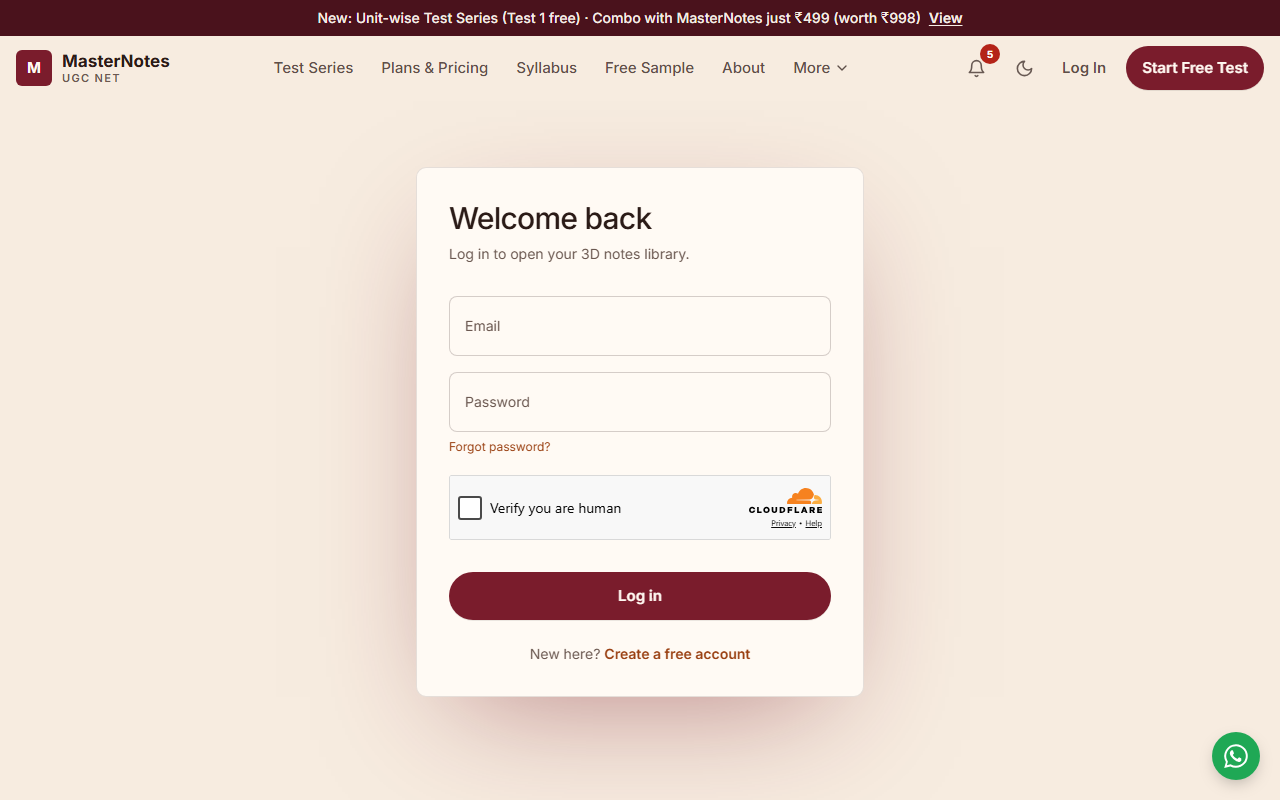 New: Unit-wise Test Series (Test 1 free) · Combo with MasterNotes just ₹499 (worth ₹998) View
M
MasterNotes
UGC NET
Test Series
Plans & Pricing
Syllabus
Free Sample
About
More
5
Log In
Start Free Test
Welcome back
Log in to open your 3D notes library.
Email
Password
Forgot password?
Verify you are human
CLOUDFLARE
Privacy • Help
Log in
New here? Create a free account